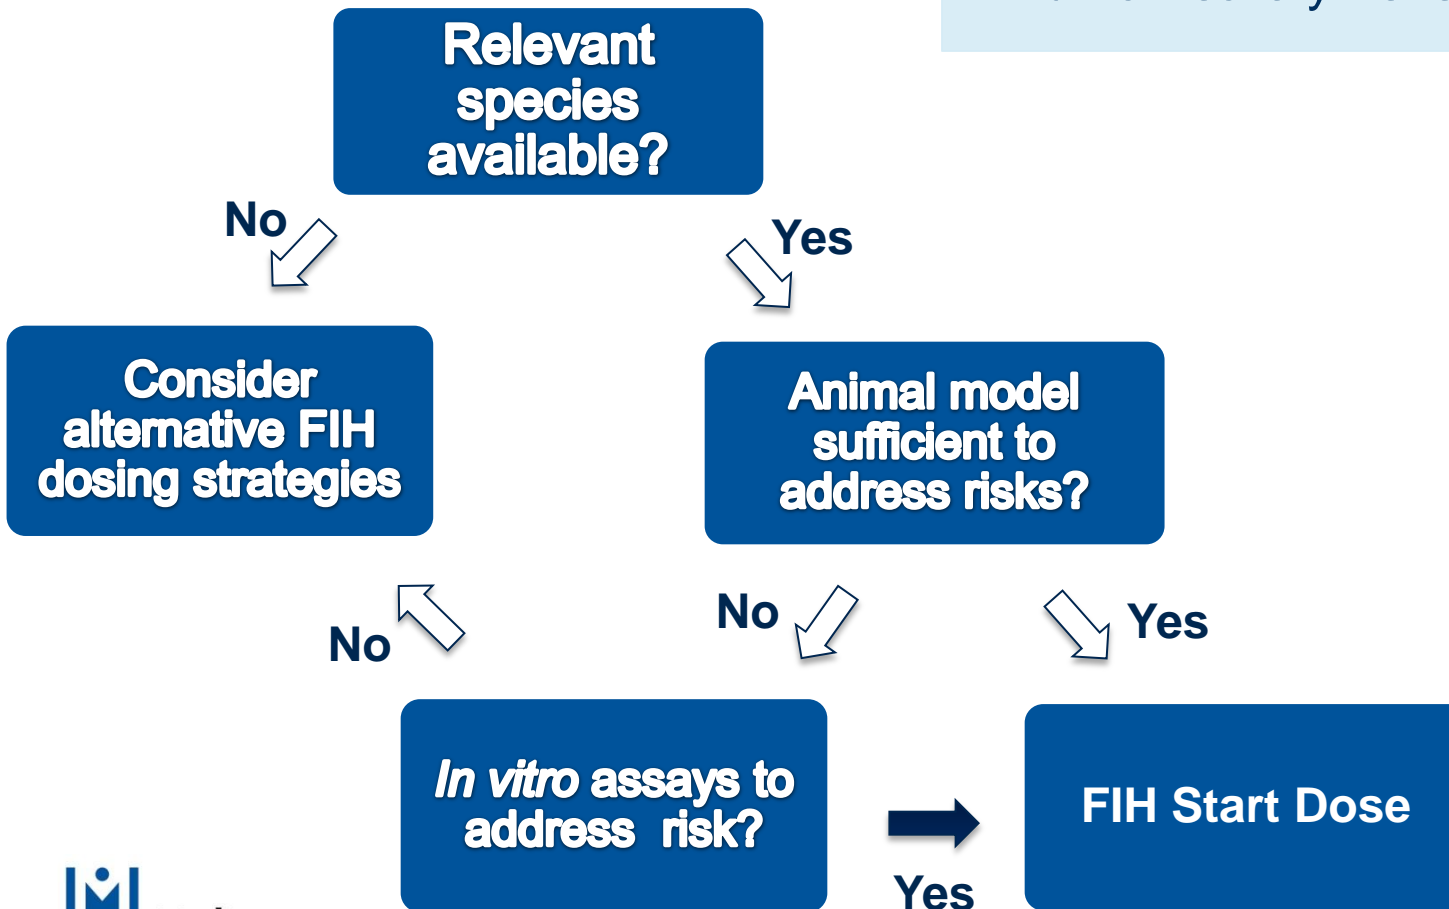 Relevant
species
available?
No
Yes
Consider
alternative FIH
dosing strategies
Animal model
sufficient to
address risks?
No
No
Yes
In vitro assays to
address risk?
Yes
FIH Start Dose